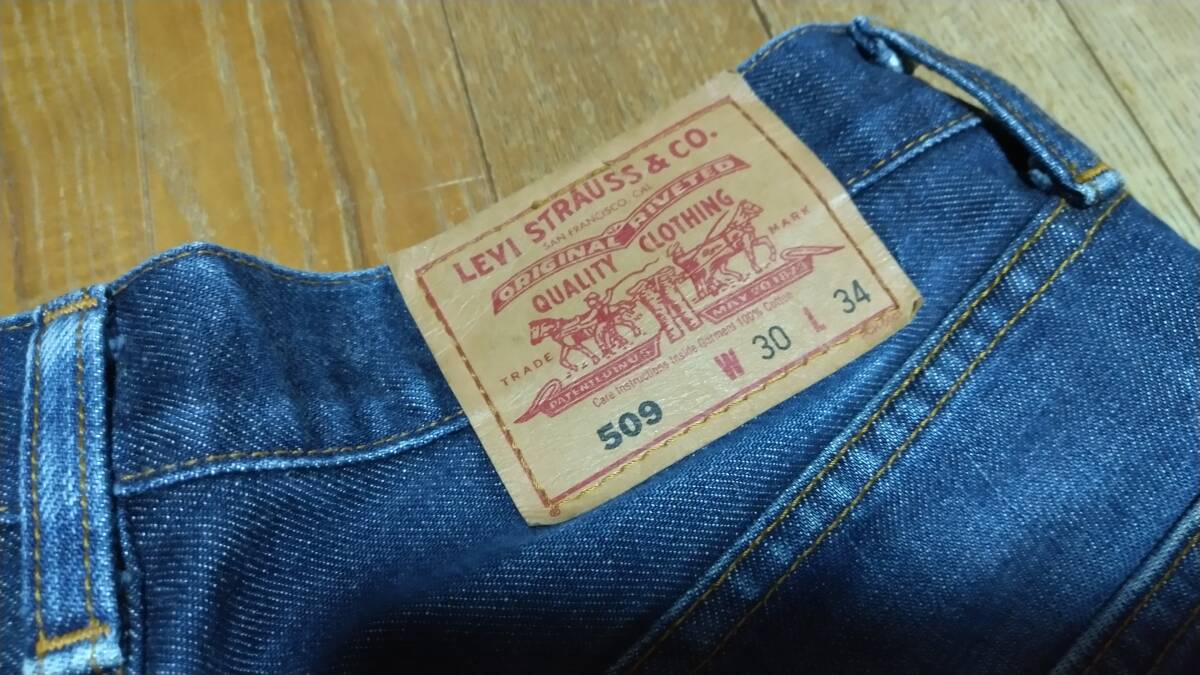 LEVI STRAUSS & CO.
SAN FRANCISCO, CAL.
ORIGINAL RIVETED
QUALITY CLOTHING
TRADE MARK
PATENTED IN U.S. MAY 20 1873
Care Instructions Inside Garment 100% Cotton
509 W 30 L 34
®